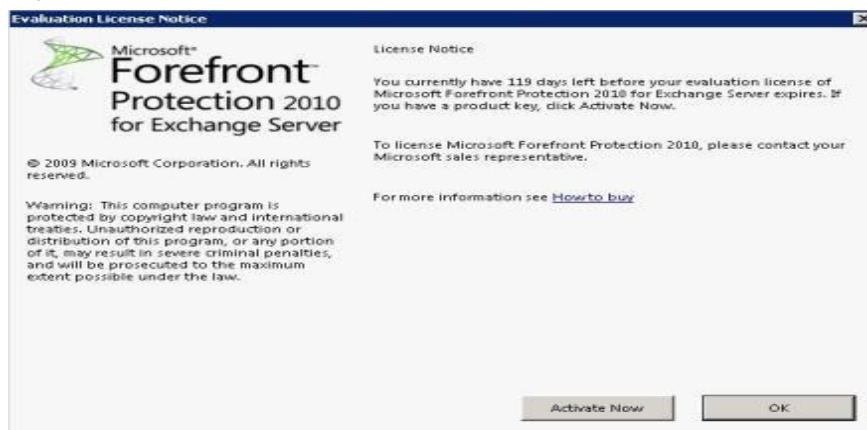 Evaluation License Notice
Microsoft®
Forefront™
Protection 2010
for Exchange Server
© 2009 Microsoft Corporation. All rights
reserved.
Warning: This computer program is
protected by copyright law and international
treaties. Unauthorized reproduction or
distribution of this program, or any portion
of it, may result in severe criminal penalties,
and will be prosecuted to the maximum
extent possible under the law.
License Notice
You currently have 119 days left before your evaluation license of
Microsoft Forefront Protection 2010 for Exchange Server expires. If
you have a product key, click Activate Now.
To license Microsoft Forefront Protection 2010, please contact your
Microsoft sales representative.
For more information see How to buy
Activate Now
OK